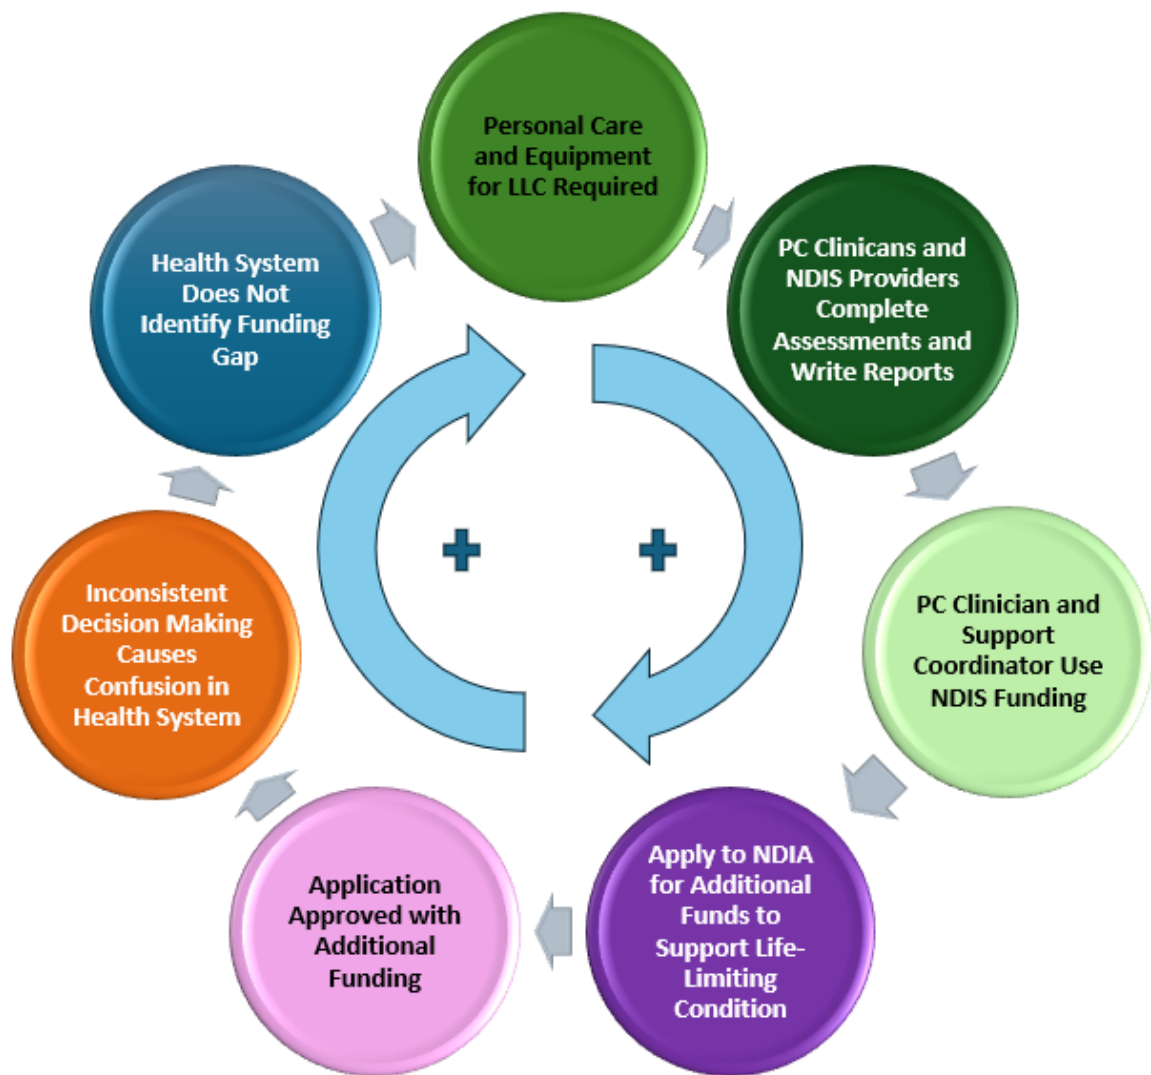 Personal Care
and Equipment
for LLC Required
PC Clinicans and
NDIS Providers
Complete
Assessments and
Write Reports
PC Clinician and
Support
Coordinator Use
NDIS Funding
Apply to NDIA
for Additional
Funds to
Support Life-
Limiting
Condition
Application
Approved with
Additional
Funding
Inconsistent
Decision Making
Causes
Confusion in
Health System
Health System
Does Not
Identify Funding
Gap